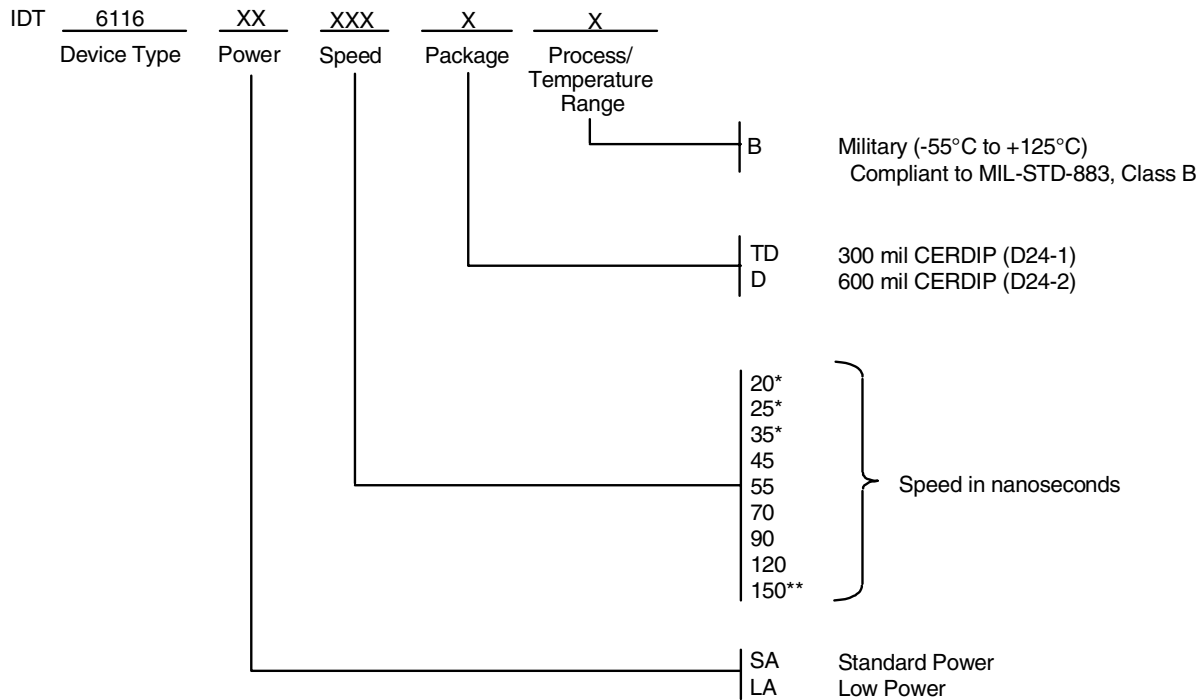 IDT 6116 XX XXX X X
Device Type Power Speed Package Process/
Temperature
Range
B Military (-55°C to +125°C)
Compliant to MIL-STD-883, Class B
TD 300 mil CERDIP (D24-1)
D 600 mil CERDIP (D24-2)
20*
25*
35*
45
55 Speed in nanoseconds
70
90
120
150**
SA Standard Power
LA Low Power